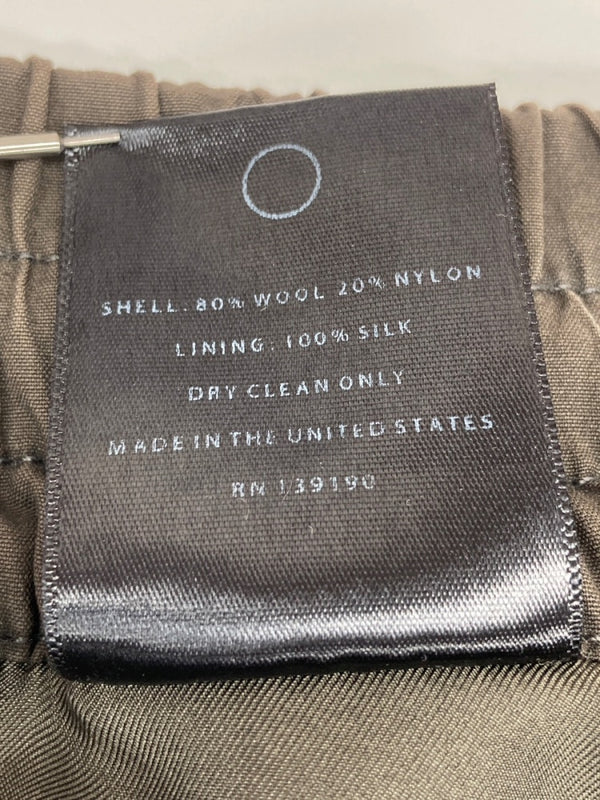 SHELL: 80% WOOL 20% NYLON
LINING: 100% SILK
DRY CLEAN ONLY
MADE IN THE UNITED STATES
RN 139190